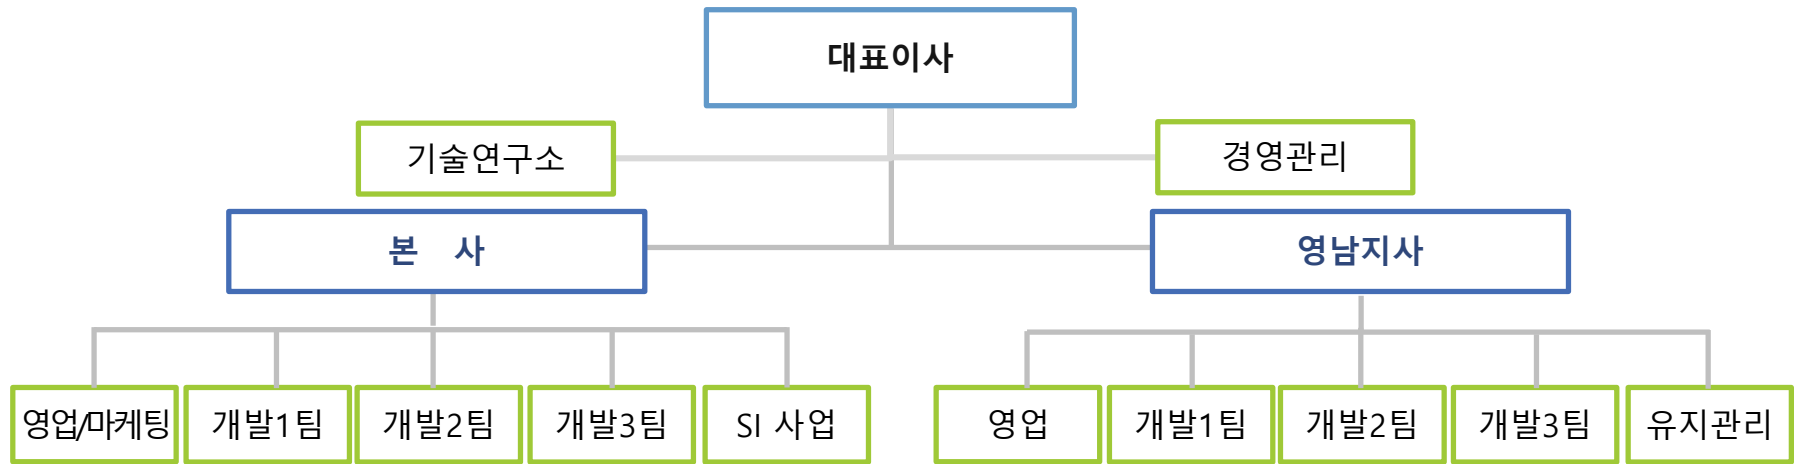 대표이사
기술연구소
경영관리
본 사
영남지사
영업/마케팅
개발1팀
개발2팀
개발3팀
SI 사업
영업
개발1팀
개발2팀
개발3팀
유지관리